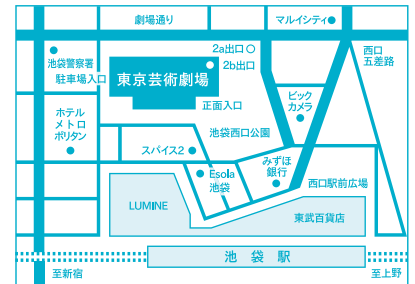 劇場通り
マルイシティ
2a出口
西口
五差路
池袋警察署
2b出口
駐車場入口
東京芸術劇場
正面入口
ビック
カメラ
ホテル
メトロ
ポリタン
池袋西口公園
スパイス2
みずほ
銀行
Esola
池袋
西口駅前広場
LUMINE
東武百貨店
池袋駅
至新宿
至上野